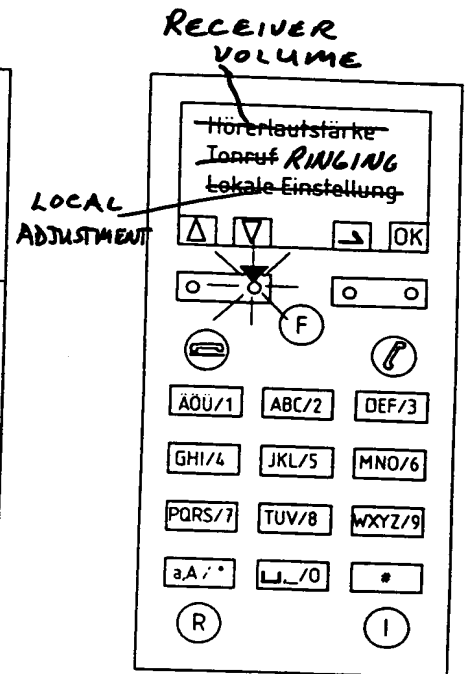 RECEIVER
VOLUME
Hörerlautstärke
Tonruf RINGING
Lokale Einstellung
LOCAL
ADJUSTMENT
OK
F
ÄÖÜ/1 ABC/2 DEF/3
GHI/4 JKL/5 MNO/6
PQRS/7 TUV/8 WXYZ/9
a,A/* ␣._/0 #
R I